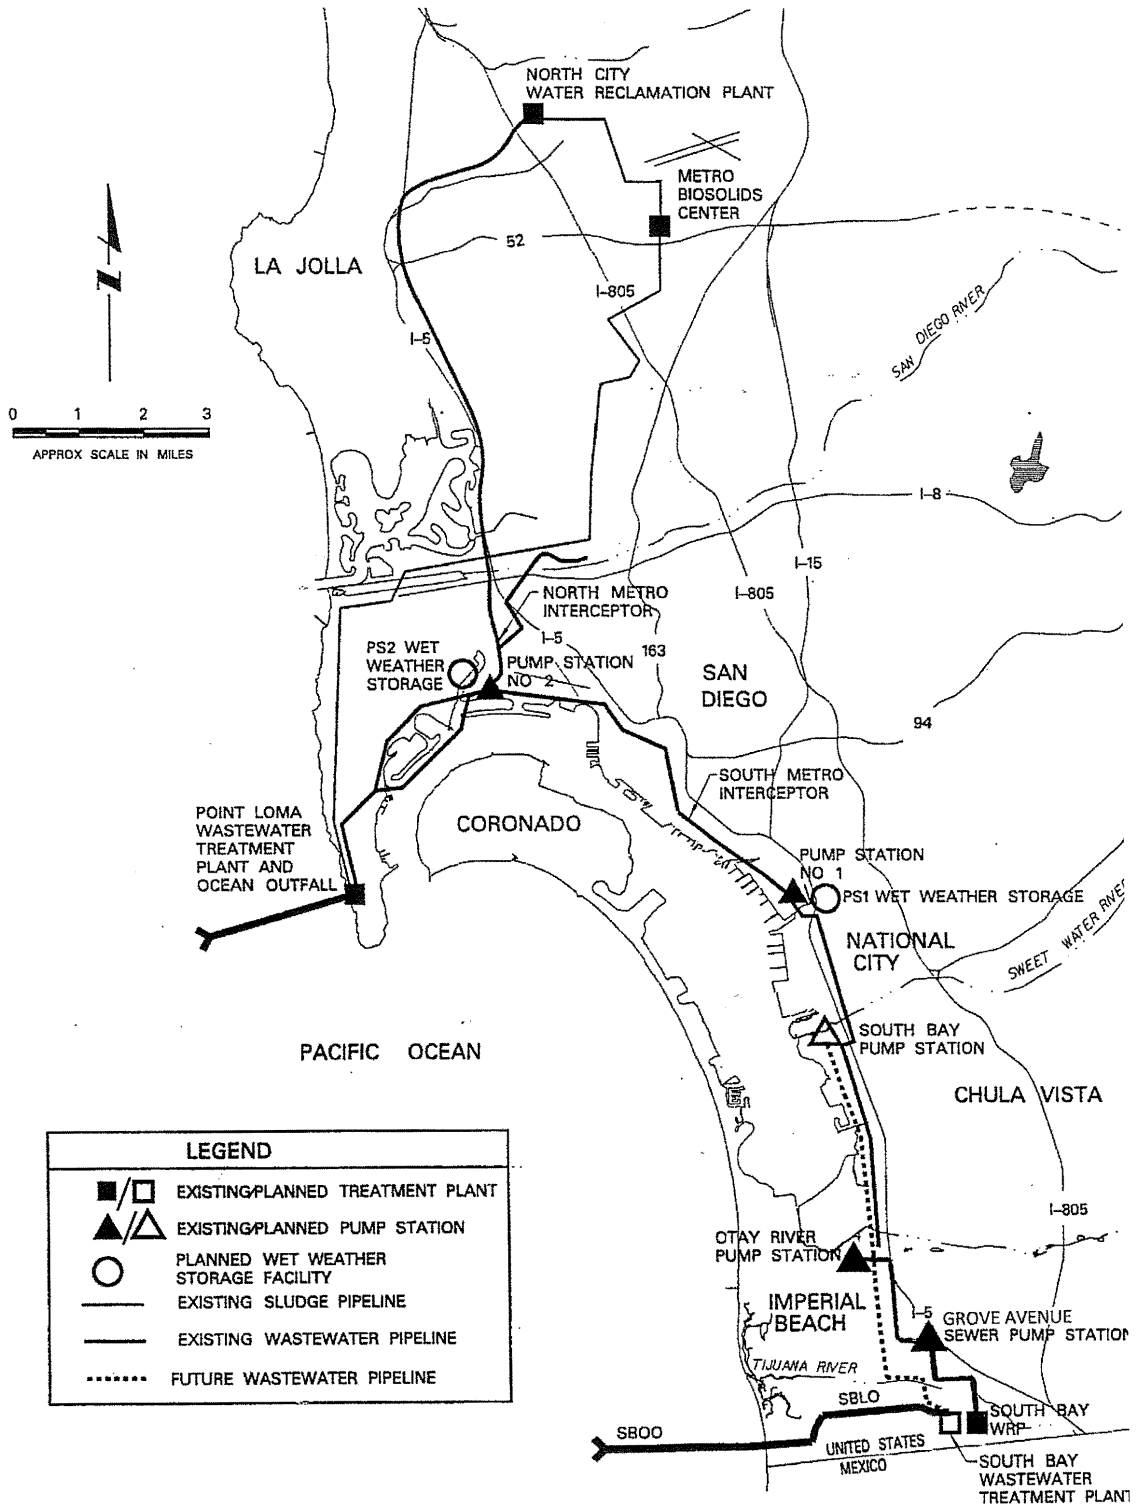 NORTH CITY
WATER RECLAMATION PLANT
METRO
BIOSOLIDS
CENTER
52
LA JOLLA
I-805
SAN DIEGO RIVER
I-5
0 1 2 3
APPROX SCALE IN MILES
N
I-8
I-15
I-805
NORTH METRO
INTERCEPTOR
I-5
163
PS2 WET
WEATHER
STORAGE
PUMP STATION
NO 2
SAN
DIEGO
94
SOUTH METRO
INTERCEPTOR
POINT LOMA
WASTEWATER
TREATMENT
PLANT AND
OCEAN OUTFALL
CORONADO
PUMP STATION
NO 1
PS1 WET WEATHER STORAGE
NATIONAL
CITY
SWEET WATER RIVER
SOUTH BAY
PUMP STATION
PACIFIC OCEAN
CHULA VISTA
LEGEND
EXISTING/PLANNED TREATMENT PLANT
EXISTING/PLANNED PUMP STATION
PLANNED WET WEATHER
STORAGE FACILITY
EXISTING SLUDGE PIPELINE
EXISTING WASTEWATER PIPELINE
FUTURE WASTEWATER PIPELINE
I-805
OTAY RIVER
PUMP STATION
IMPERIAL
BEACH
I-5
GROVE AVENUE
SEWER PUMP STATION
TIJUANA RIVER
SBLO
SBOO
SOUTH BAY
WRP
UNITED STATES
MEXICO
SOUTH BAY
WASTEWATER
TREATMENT PLANT